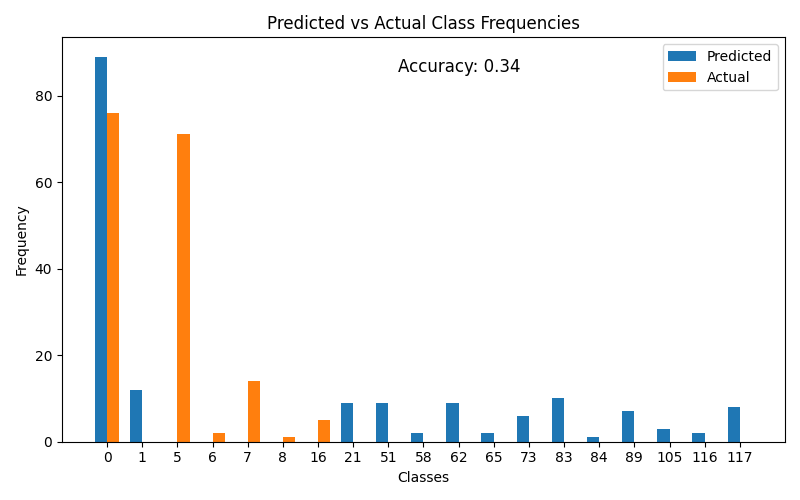 Predicted vs Actual Class Frequencies
Accuracy: 0.34
Predicted
Actual
Frequency
80
60
40
20
0
0 1 5 6 7 8 16 21 51 58 62 65 73 83 84 89 105 116 117
Classes